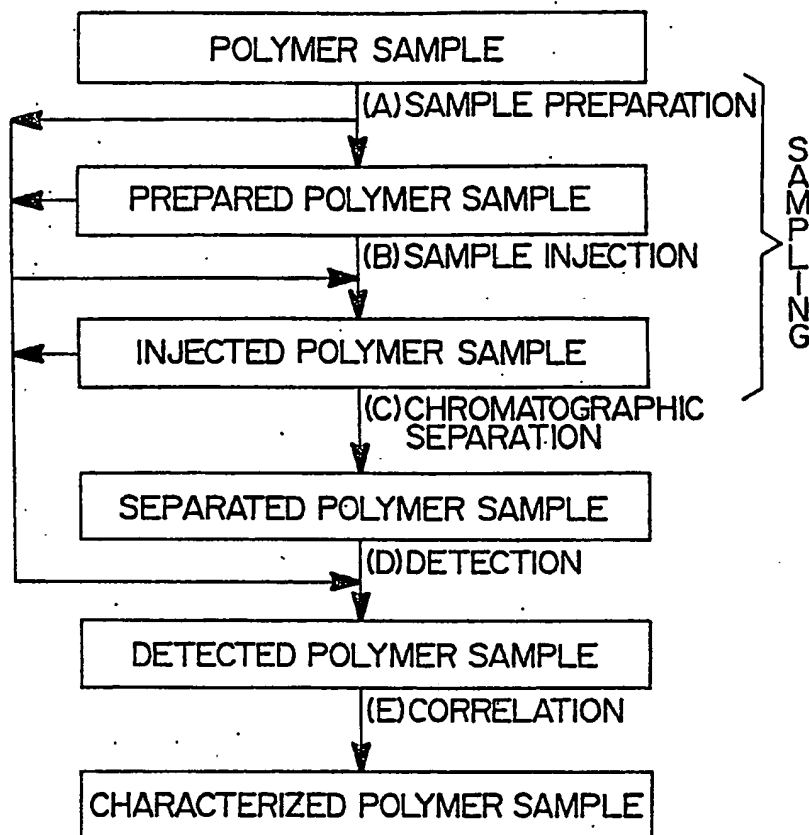 POLYMER SAMPLE
(A) SAMPLE PREPARATION
PREPARED POLYMER SAMPLE
(B) SAMPLE INJECTION
INJECTED POLYMER SAMPLE
(C) CHROMATOGRAPHIC
SEPARATION
SEPARATED POLYMER SAMPLE
(D) DETECTION
DETECTED POLYMER SAMPLE
(E) CORRELATION
CHARACTERIZED POLYMER SAMPLE
SAMPLING